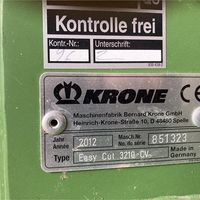 Kontrolle frei
Kontr.-Nr.: Unterschrift:
KRONE
Maschinenfabrik Bernard Krone GmbH
Heinrich-Krone-Straße 10, D 48480 Spelle
Jahr 2012 Masch.Nr. 851323
Année No. de série
Type Easy Cut 3210 CV Made in
Germany